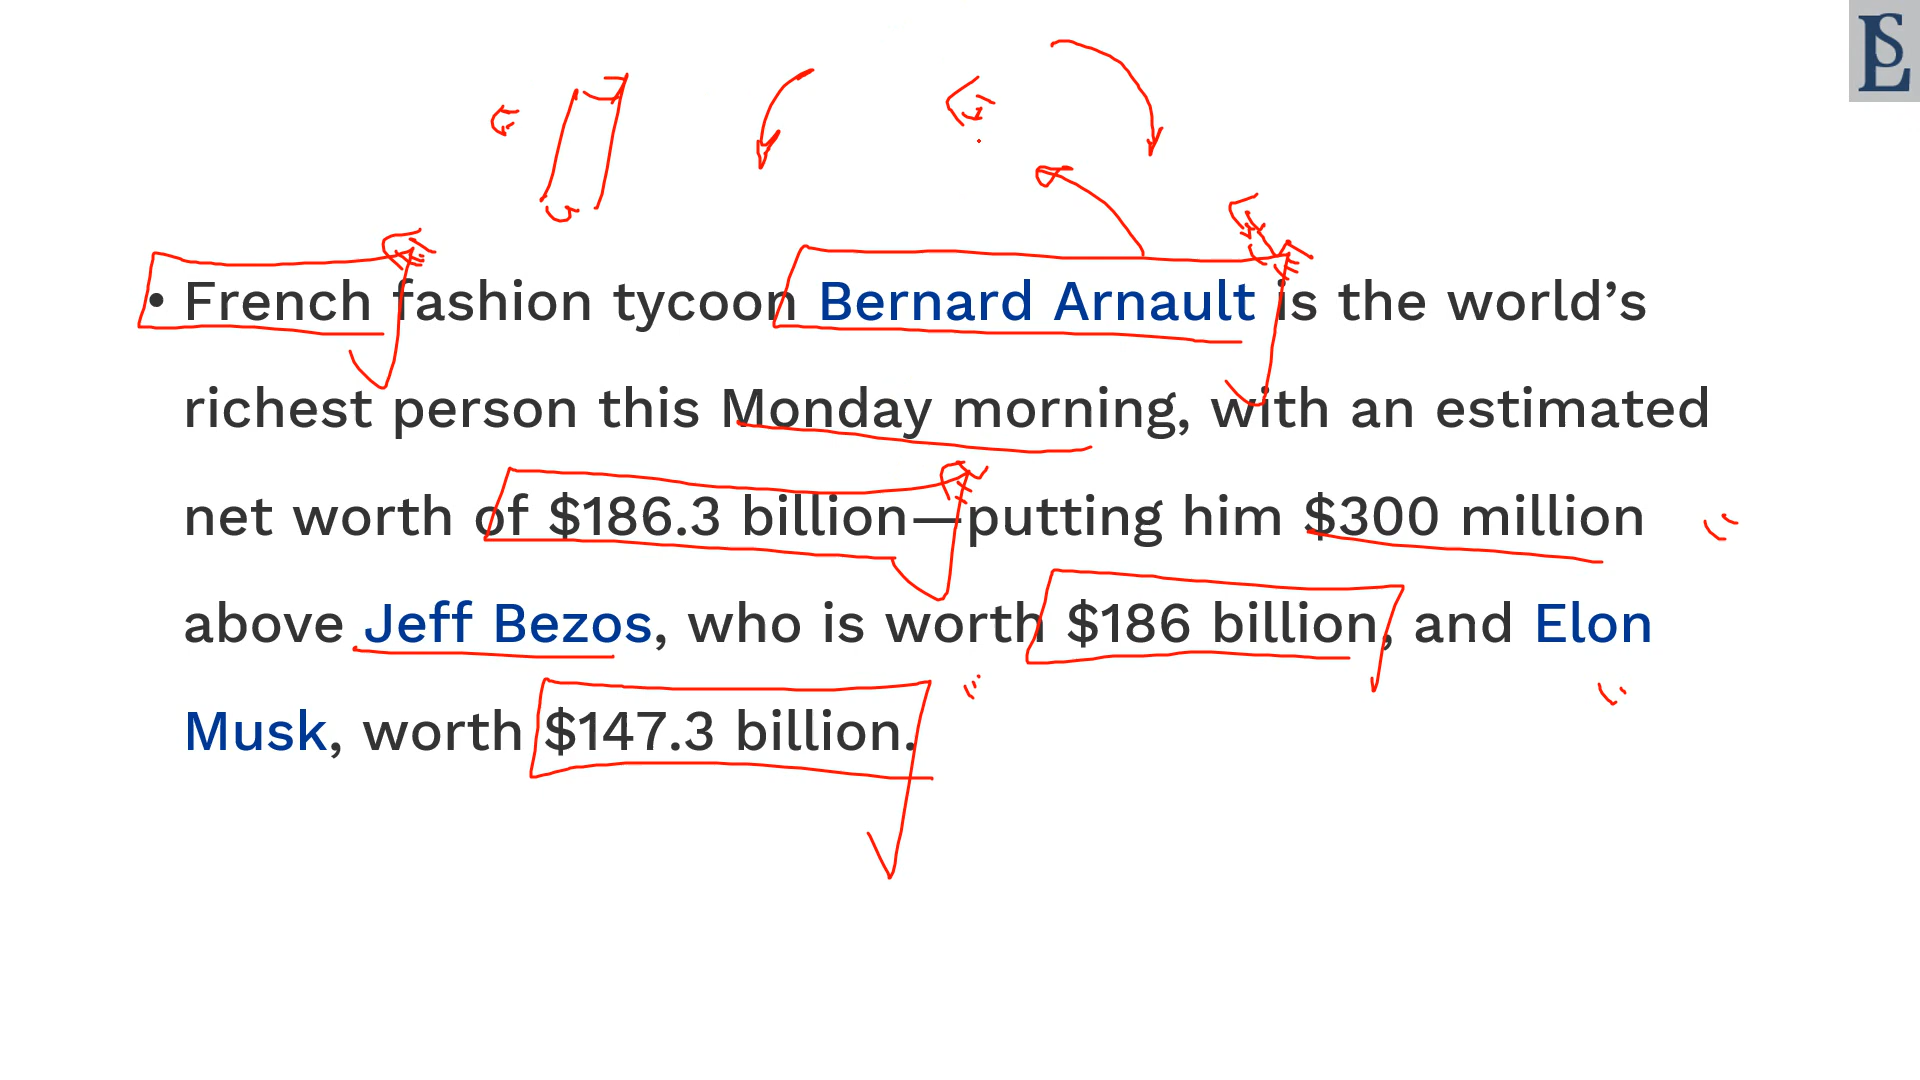 • French fashion tycoon Bernard Arnault is the world’s
richest person this Monday morning, with an estimated
net worth of $186.3 billion—putting him $300 million
above Jeff Bezos, who is worth $186 billion, and Elon
Musk, worth $147.3 billion.